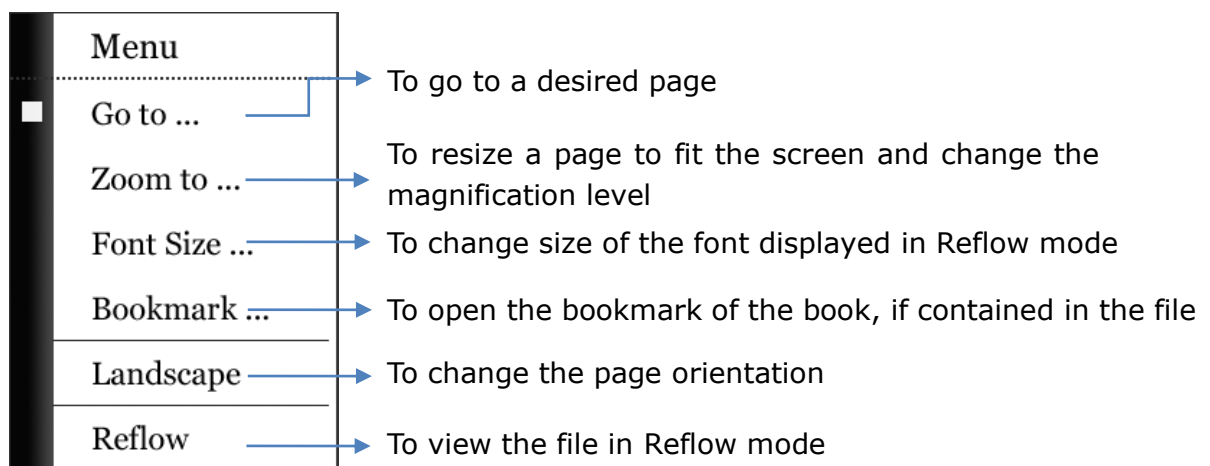 Menu
To go to a desired page
Go to ...
To resize a page to fit the screen and change the
magnification level
Zoom to ...
Font Size ...
To change size of the font displayed in Reflow mode
Bookmark ...
To open the bookmark of the book, if contained in the file
Landscape
To change the page orientation
Reflow
To view the file in Reflow mode